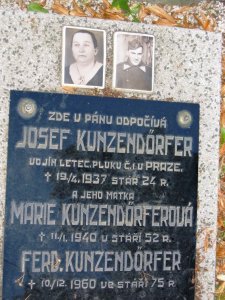 ZDE U PÁNU ODPOČÍVÁ
JOSEF KUNZENDÖRFER
VOJÍN LETEC. PLUKU Č.1 U PRAZE,
† 19/4. 1937 STÁŘ 24 R.
A JEHO MATKA
MARIE KUNZENDÖRFEROVÁ
† 11/1. 1940 U STÁŘÍ 52 R.
FERD. KUNZENDÖRFER
† 10/12. 1960 VE STÁŘÍ 75 R